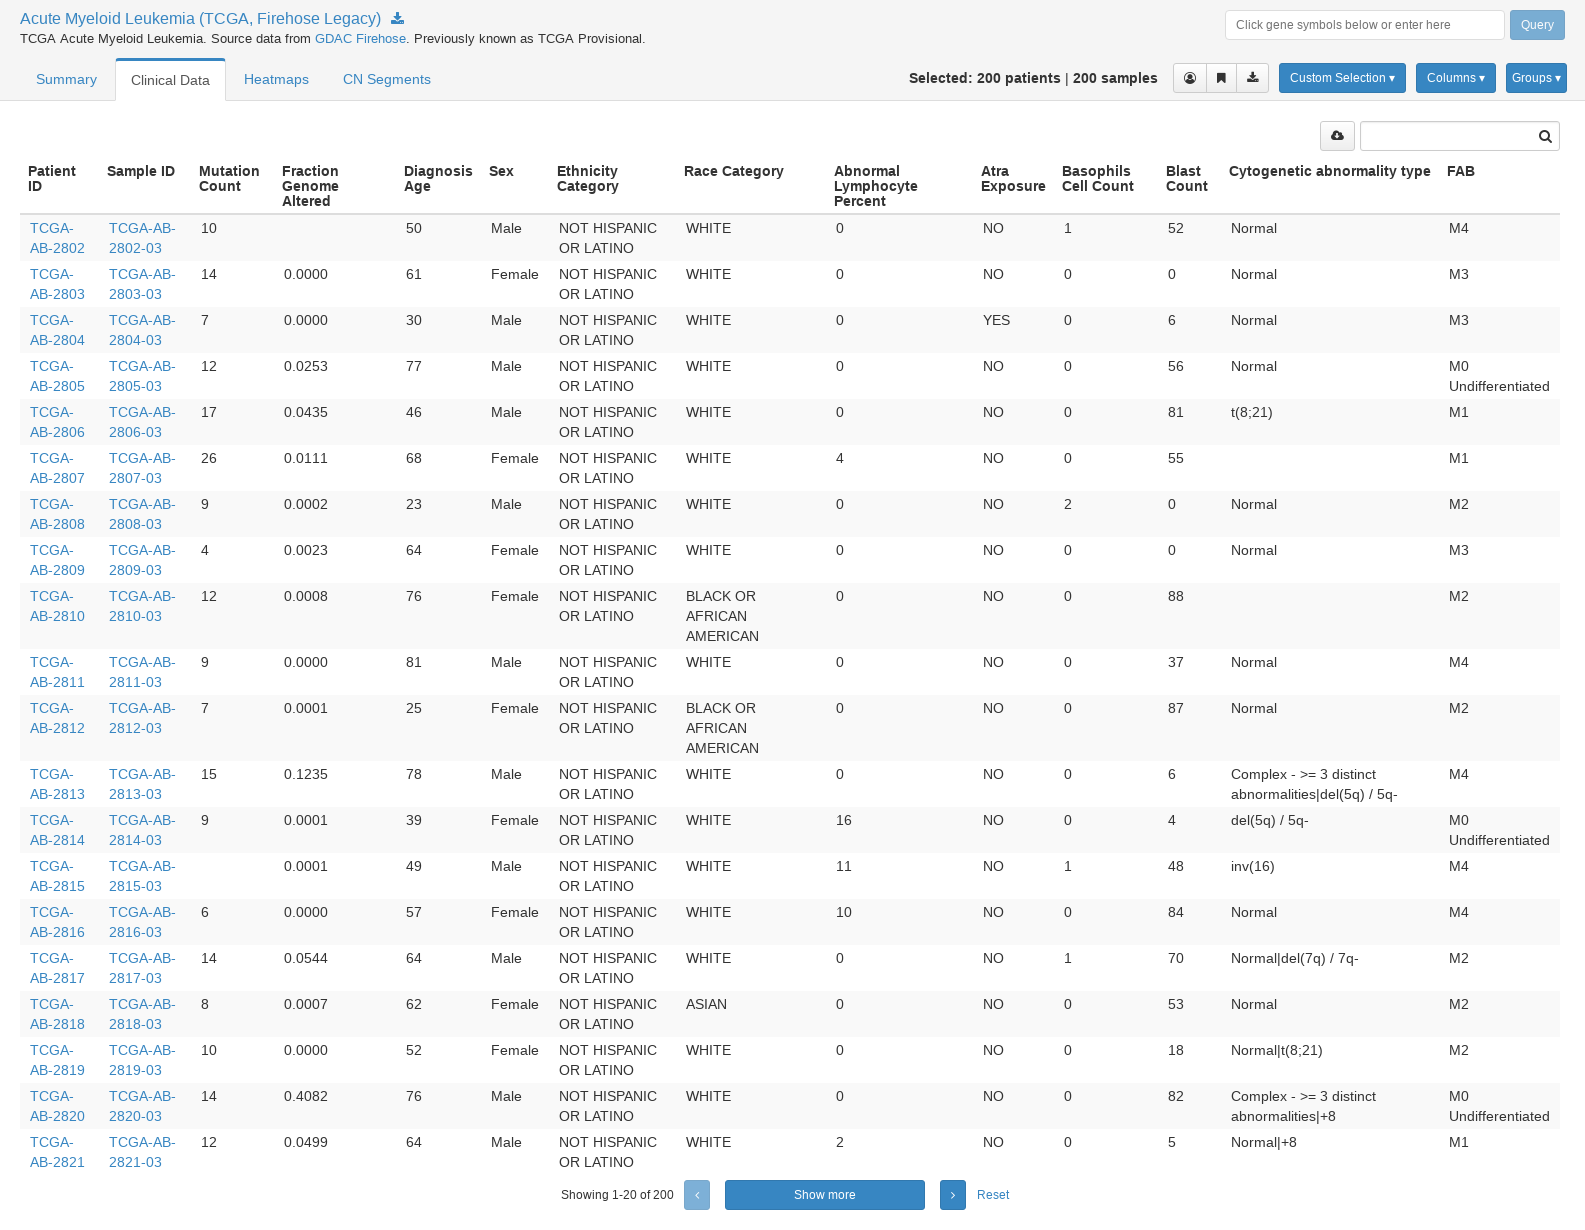 Acute Myeloid Leukemia (TCGA, Firehose Legacy)
TCGA Acute Myeloid Leukemia. Source data from GDAC Firehose. Previously known as TCGA Provisional.
Click gene symbols below or enter here Query
Summary Clinical Data Heatmaps CN Segments
Selected: 200 patients | 200 samples Custom Selection ▾ Columns ▾ Groups ▾
Patient Sample ID Mutation Fraction Diagnosis Sex Ethnicity Race Category Abnormal Atra Basophils Blast Cytogenetic abnormality type FAB
ID Count Genome Age Category Lymphocyte Exposure Cell Count Count
Altered Percent
TCGA- TCGA-AB- 10 50 Male NOT HISPANIC WHITE 0 NO 1 52 Normal M4
AB-2802 2802-03 OR LATINO
TCGA- TCGA-AB- 14 0.0000 61 Female NOT HISPANIC WHITE 0 NO 0 0 Normal M3
AB-2803 2803-03 OR LATINO
TCGA- TCGA-AB- 7 0.0000 30 Male NOT HISPANIC WHITE 0 YES 0 6 Normal M3
AB-2804 2804-03 OR LATINO
TCGA- TCGA-AB- 12 0.0253 77 Male NOT HISPANIC WHITE 0 NO 0 56 Normal M0
AB-2805 2805-03 OR LATINO Undifferentiated
TCGA- TCGA-AB- 17 0.0435 46 Male NOT HISPANIC WHITE 0 NO 0 81 t(8;21) M1
AB-2806 2806-03 OR LATINO
TCGA- TCGA-AB- 26 0.0111 68 Female NOT HISPANIC WHITE 4 NO 0 55 M1
AB-2807 2807-03 OR LATINO
TCGA- TCGA-AB- 9 0.0002 23 Male NOT HISPANIC WHITE 0 NO 2 0 Normal M2
AB-2808 2808-03 OR LATINO
TCGA- TCGA-AB- 4 0.0023 64 Female NOT HISPANIC WHITE 0 NO 0 0 Normal M3
AB-2809 2809-03 OR LATINO
TCGA- TCGA-AB- 12 0.0008 76 Female NOT HISPANIC BLACK OR 0 NO 0 88 M2
AB-2810 2810-03 OR LATINO AFRICAN
AMERICAN
TCGA- TCGA-AB- 9 0.0000 81 Male NOT HISPANIC WHITE 0 NO 0 37 Normal M4
AB-2811 2811-03 OR LATINO
TCGA- TCGA-AB- 7 0.0001 25 Female NOT HISPANIC BLACK OR 0 NO 0 87 Normal M2
AB-2812 2812-03 OR LATINO AFRICAN
AMERICAN
TCGA- TCGA-AB- 15 0.1235 78 Male NOT HISPANIC WHITE 0 NO 0 6 Complex - >= 3 distinct M4
AB-2813 2813-03 OR LATINO abnormalities|del(5q) / 5q-
TCGA- TCGA-AB- 9 0.0001 39 Female NOT HISPANIC WHITE 16 NO 0 4 del(5q) / 5q- M0
AB-2814 2814-03 OR LATINO Undifferentiated
TCGA- TCGA-AB- 0.0001 49 Male NOT HISPANIC WHITE 11 NO 1 48 inv(16) M4
AB-2815 2815-03 OR LATINO
TCGA- TCGA-AB- 6 0.0000 57 Female NOT HISPANIC WHITE 10 NO 0 84 Normal M4
AB-2816 2816-03 OR LATINO
TCGA- TCGA-AB- 14 0.0544 64 Male NOT HISPANIC WHITE 0 NO 1 70 Normal|del(7q) / 7q- M2
AB-2817 2817-03 OR LATINO
TCGA- TCGA-AB- 8 0.0007 62 Female NOT HISPANIC ASIAN 0 NO 0 53 Normal M2
AB-2818 2818-03 OR LATINO
TCGA- TCGA-AB- 10 0.0000 52 Female NOT HISPANIC WHITE 0 NO 0 18 Normal|t(8;21) M2
AB-2819 2819-03 OR LATINO
TCGA- TCGA-AB- 14 0.4082 76 Male NOT HISPANIC WHITE 0 NO 0 82 Complex - >= 3 distinct M0
AB-2820 2820-03 OR LATINO abnormalities|+8 Undifferentiated
TCGA- TCGA-AB- 12 0.0499 64 Male NOT HISPANIC WHITE 2 NO 0 5 Normal|+8 M1
AB-2821 2821-03 OR LATINO
Showing 1-20 of 200 ‹ Show more › Reset